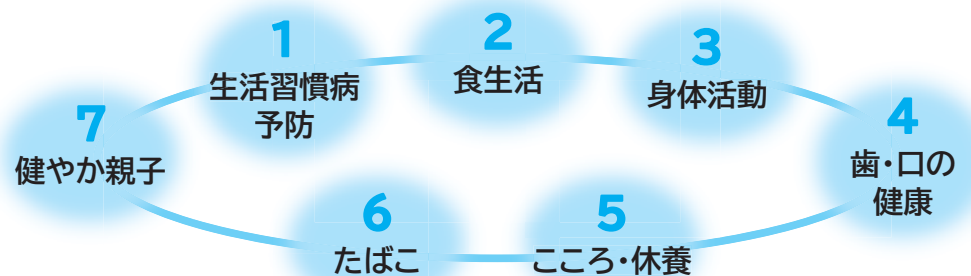 1
生活習慣病
予防
2
食生活
3
身体活動
4
歯・口の
健康
5
こころ・休養
6
たばこ
7
健やか親子